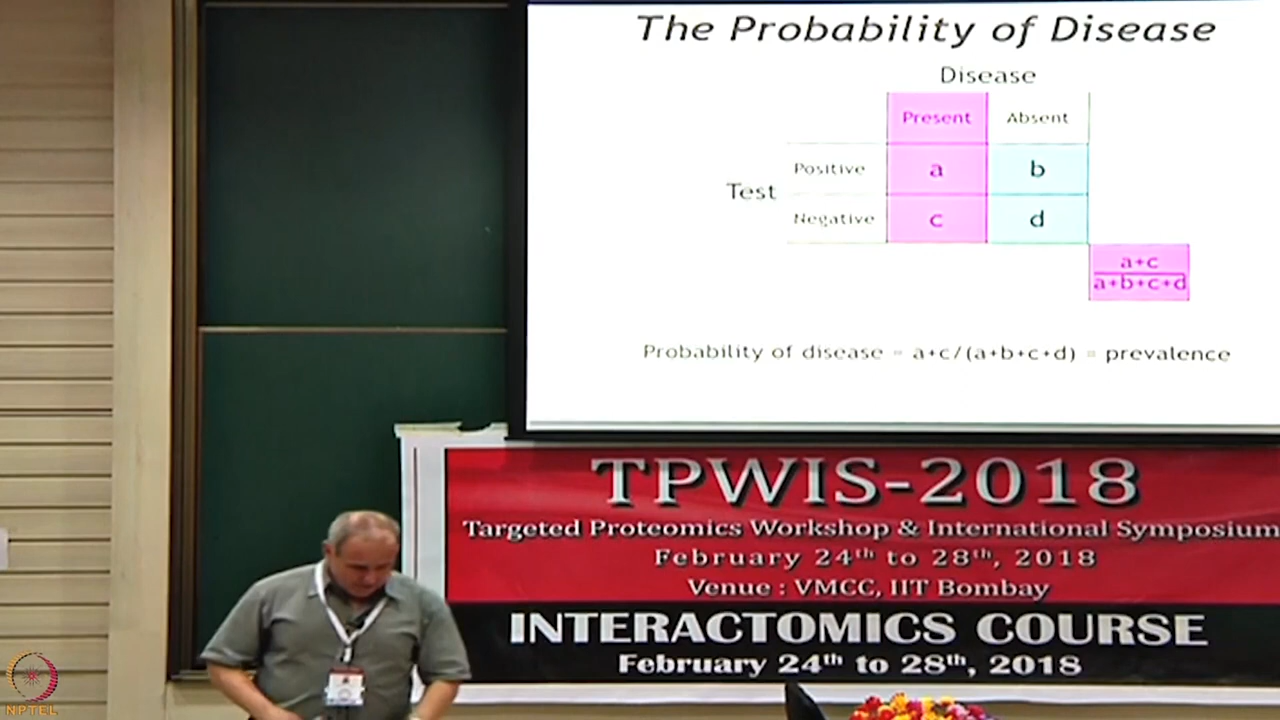 The Probability of Disease
Disease
Present Absent
Positive a b
Test
Negative c d
a+c
a+b+c+d
Probability of disease = a+c/(a+b+c+d) = prevalence
TPWIS-2018
Targeted Proteomics Workshop & International Symposium
February 24th to 28th, 2018
Venue : VMCC, IIT Bombay
INTERACTOMICS COURSE
February 24th to 28th, 2018
NPTEL